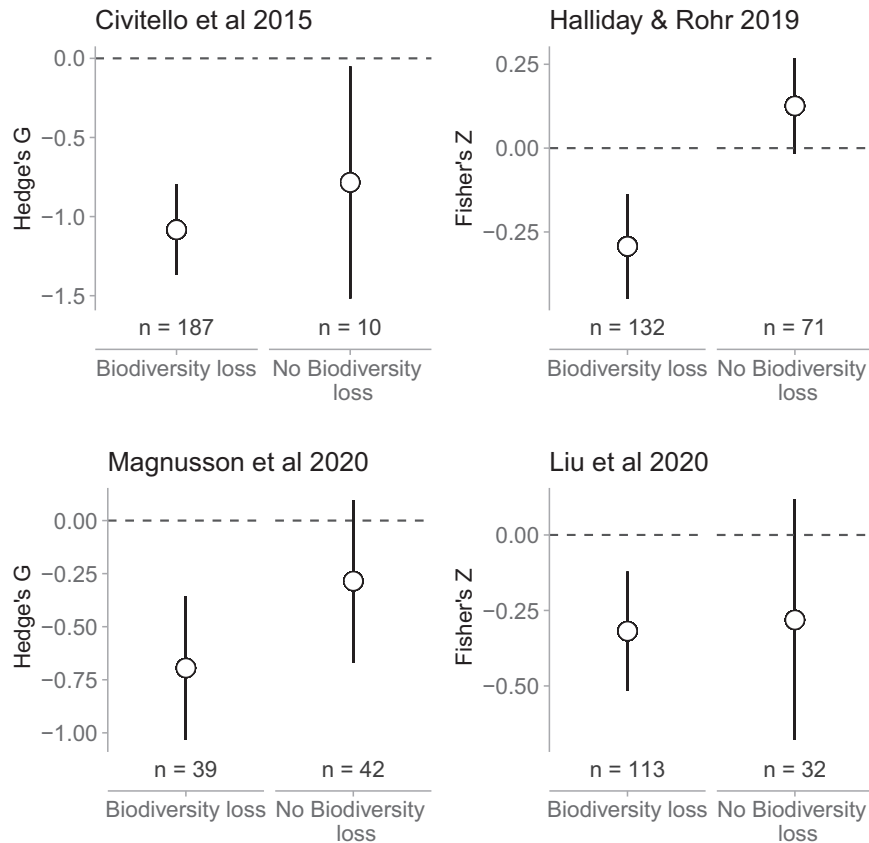 Civitello et al 2015
Hedge's G
0.0
−0.5
−1.0
−1.5
n = 187
n = 10
Biodiversity loss
No Biodiversity
loss
Halliday & Rohr 2019
Fisher's Z
0.25
0.00
−0.25
n = 132
n = 71
Biodiversity loss
No Biodiversity
loss
Magnusson et al 2020
Hedge's G
0.00
−0.25
−0.50
−0.75
−1.00
n = 39
n = 42
Biodiversity loss
No Biodiversity
loss
Liu et al 2020
Fisher's Z
0.00
−0.25
−0.50
n = 113
n = 32
Biodiversity loss
No Biodiversity
loss